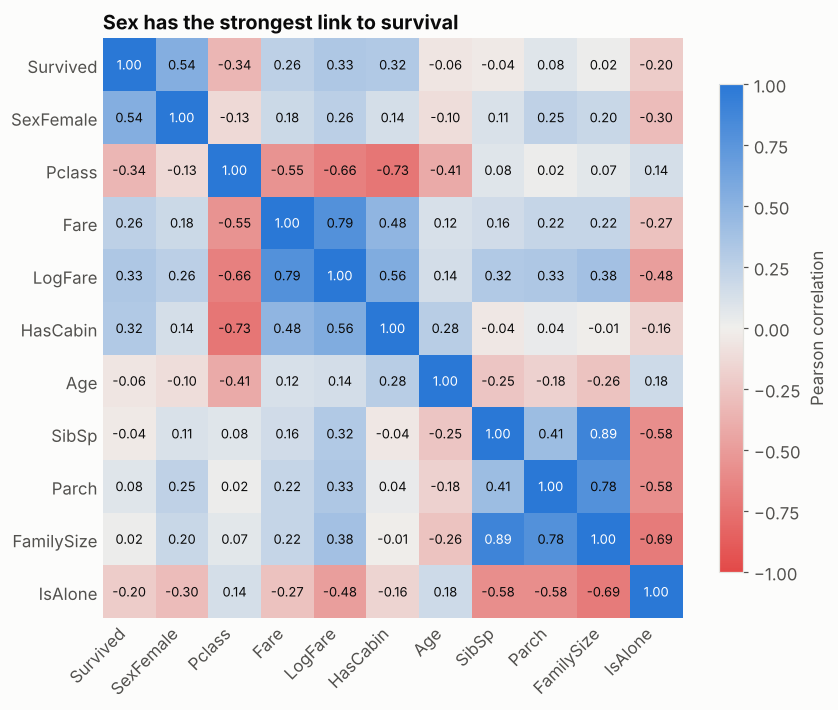 Sex has the strongest link to survival
Survived 1.00 0.54 -0.34 0.26 0.33 0.32 -0.06 -0.04 0.08 0.02 -0.20
SexFemale 0.54 1.00 -0.13 0.18 0.26 0.14 -0.10 0.11 0.25 0.20 -0.30
Pclass -0.34 -0.13 1.00 -0.55 -0.66 -0.73 -0.41 0.08 0.02 0.07 0.14
Fare 0.26 0.18 -0.55 1.00 0.79 0.48 0.12 0.16 0.22 0.22 -0.27
LogFare 0.33 0.26 -0.66 0.79 1.00 0.56 0.14 0.32 0.33 0.38 -0.48
HasCabin 0.32 0.14 -0.73 0.48 0.56 1.00 0.28 -0.04 0.04 -0.01 -0.16
Age -0.06 -0.10 -0.41 0.12 0.14 0.28 1.00 -0.25 -0.18 -0.26 0.18
SibSp -0.04 0.11 0.08 0.16 0.32 -0.04 -0.25 1.00 0.41 0.89 -0.58
Parch 0.08 0.25 0.02 0.22 0.33 0.04 -0.18 0.41 1.00 0.78 -0.58
FamilySize 0.02 0.20 0.07 0.22 0.38 -0.01 -0.26 0.89 0.78 1.00 -0.69
IsAlone -0.20 -0.30 0.14 -0.27 -0.48 -0.16 0.18 -0.58 -0.58 -0.69 1.00
Survived SexFemale Pclass Fare LogFare HasCabin Age SibSp Parch FamilySize IsAlone
1.00
0.75
0.50
0.25
0.00
−0.25
−0.50
−0.75
−1.00
Pearson correlation